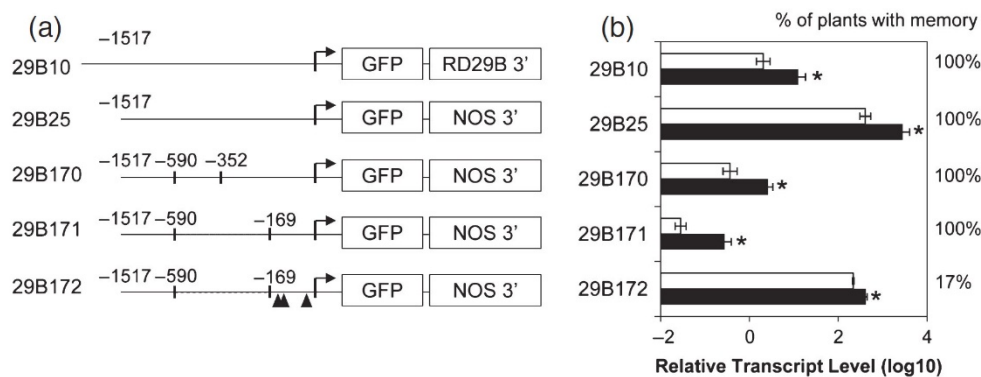 (a)
–1517
29B10 GFP RD29B 3'
–1517
29B25 GFP NOS 3'
–1517 –590 –352
29B170 GFP NOS 3'
–1517 –590 –169
29B171 GFP NOS 3'
–1517 –590 –169
29B172 GFP NOS 3'
(b) % of plants with memory
29B10 * 100%
29B25 * 100%
29B170 * 100%
29B171 * 100%
29B172 * 17%
–2 0 2 4
Relative Transcript Level (log10)